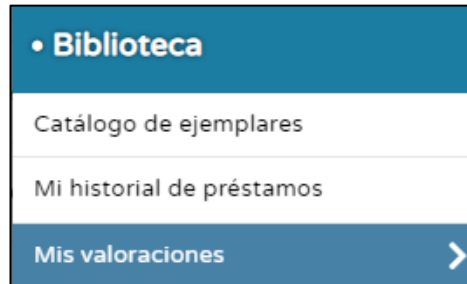 • Biblioteca
Catálogo de ejemplares
Mi historial de préstamos
Mis valoraciones